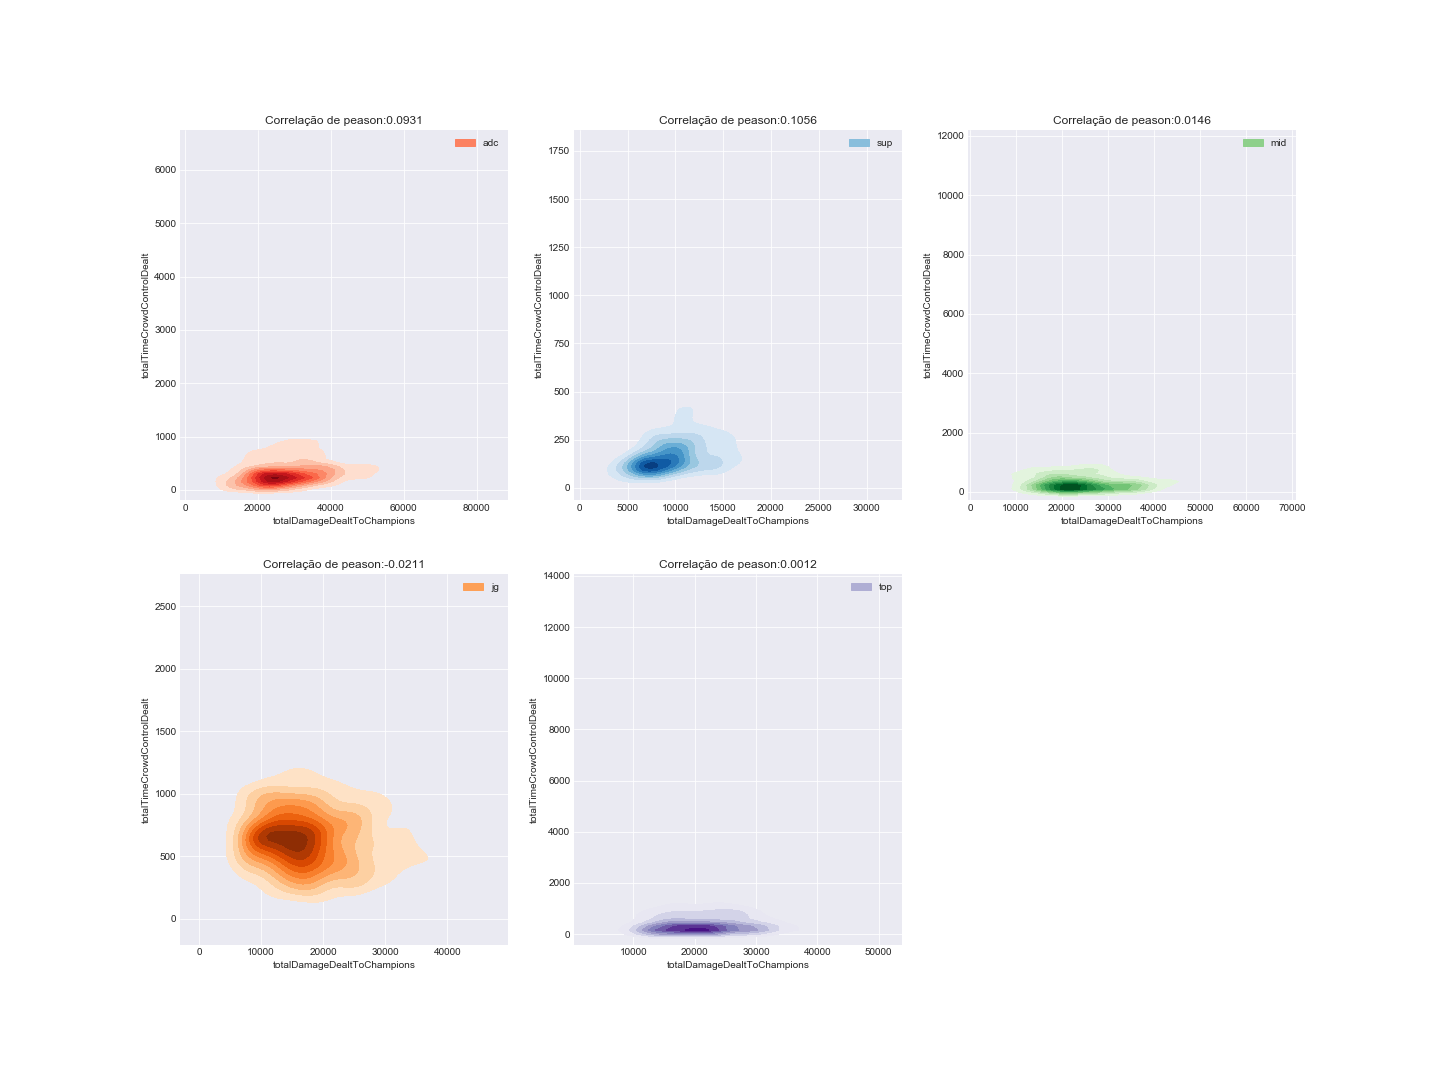 Correlação de peason:0.0931
adc
6000
5000
4000
3000
2000
1000
0
totalTimeCrowdControlDealt
0 20000 40000 60000 80000
totalDamageDealtToChampions
Correlação de peason:0.1056
sup
1750
1500
1250
1000
750
500
250
0
totalTimeCrowdControlDealt
0 5000 10000 15000 20000 25000 30000
totalDamageDealtToChampions
Correlação de peason:0.0146
mid
12000
10000
8000
6000
4000
2000
0
totalTimeCrowdControlDealt
0 10000 20000 30000 40000 50000 60000 70000
totalDamageDealtToChampions
Correlação de peason:-0.0211
jg
2500
2000
1500
1000
500
0
totalTimeCrowdControlDealt
0 10000 20000 30000 40000
totalDamageDealtToChampions
Correlação de peason:0.0012
top
14000
12000
10000
8000
6000
4000
2000
0
totalTimeCrowdControlDealt
10000 20000 30000 40000 50000
totalDamageDealtToChampions